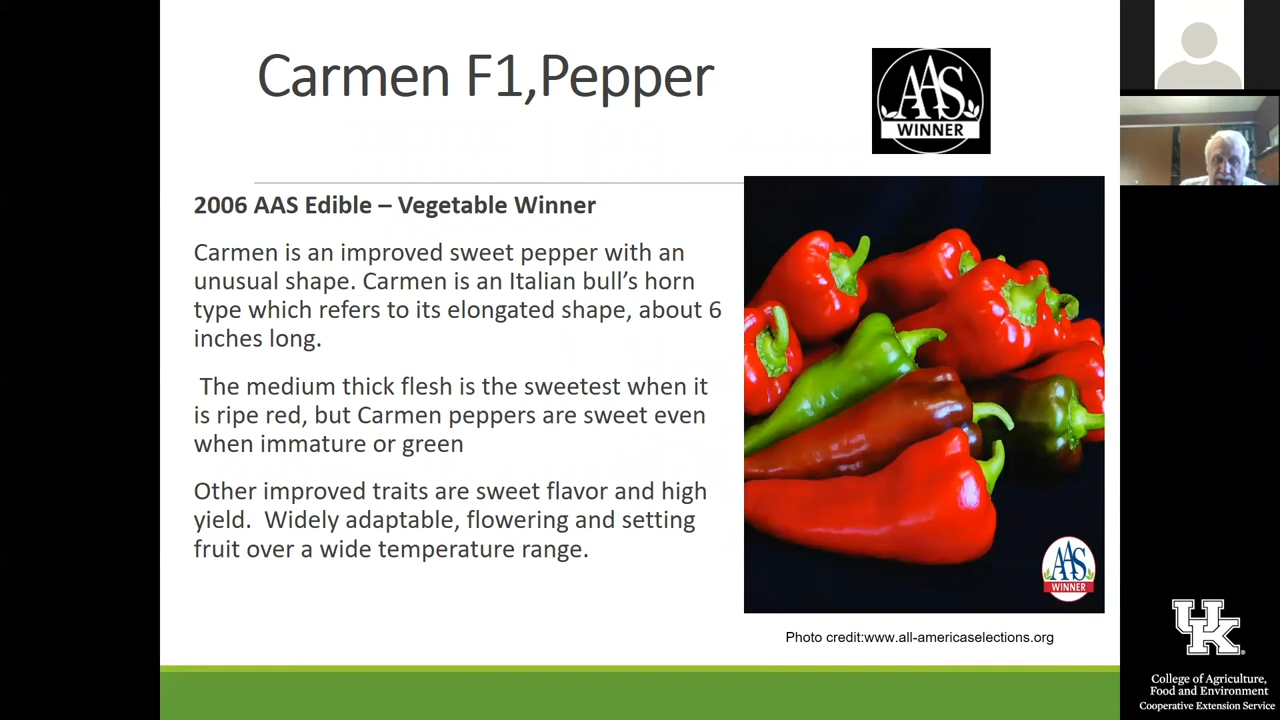 Carmen F1,Pepper
AAS
WINNER
2006 AAS Edible – Vegetable Winner
Carmen is an improved sweet pepper with an
unusual shape. Carmen is an Italian bull’s horn
type which refers to its elongated shape, about 6
inches long.
The medium thick flesh is the sweetest when it
is ripe red, but Carmen peppers are sweet even
when immature or green
Other improved traits are sweet flavor and high
yield.  Widely adaptable, flowering and setting
fruit over a wide temperature range.
AAS
WINNER
Photo credit:www.all-americaselections.org
UK
College of Agriculture,
Food and Environment
Cooperative Extension Service